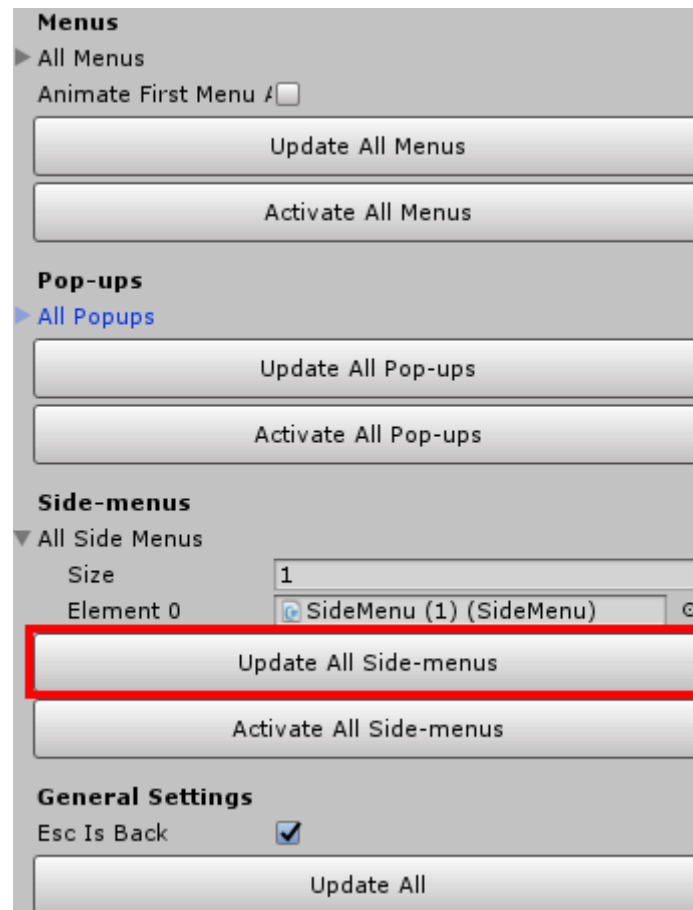 Menus
All Menus
Animate First Menu
Update All Menus
Activate All Menus
Pop-ups
All Popups
Update All Pop-ups
Activate All Pop-ups
Side-menus
All Side Menus
Size 1
Element 0 SideMenu (1) (SideMenu)
Update All Side-menus
Activate All Side-menus
General Settings
Esc Is Back
Update All